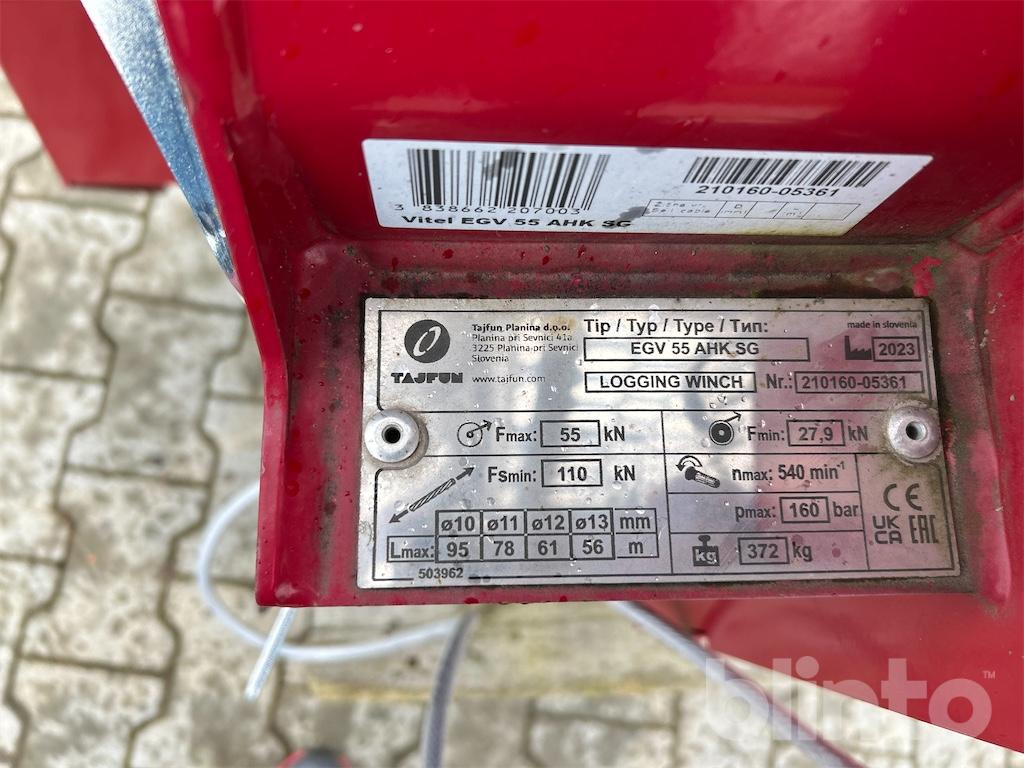 3 838662 207003
Vitel EGV 55 AHK SG
210160-05361
Tajfun Planina d.o.o.
Planina pri Sevnici 41a
3225 Planina pri Sevnici
Slovenia
TAJFUN
www.tajfun.com
Tip / Typ / Type / Тип:
EGV 55 AHK SG
LOGGING WINCH
made in slovenia
2023
Nr.: 210160-05361
Fmax: 55 kN
Fmin: 27,9 kN
Fsmin: 110 kN
nmax: 540 min-1
pmax: 160 bar
ø10 ø11 ø12 ø13 mm
Lmax: 95 78 61 56 m
kg 372 kg
CE
UK
CA EAC
503962
blinto™